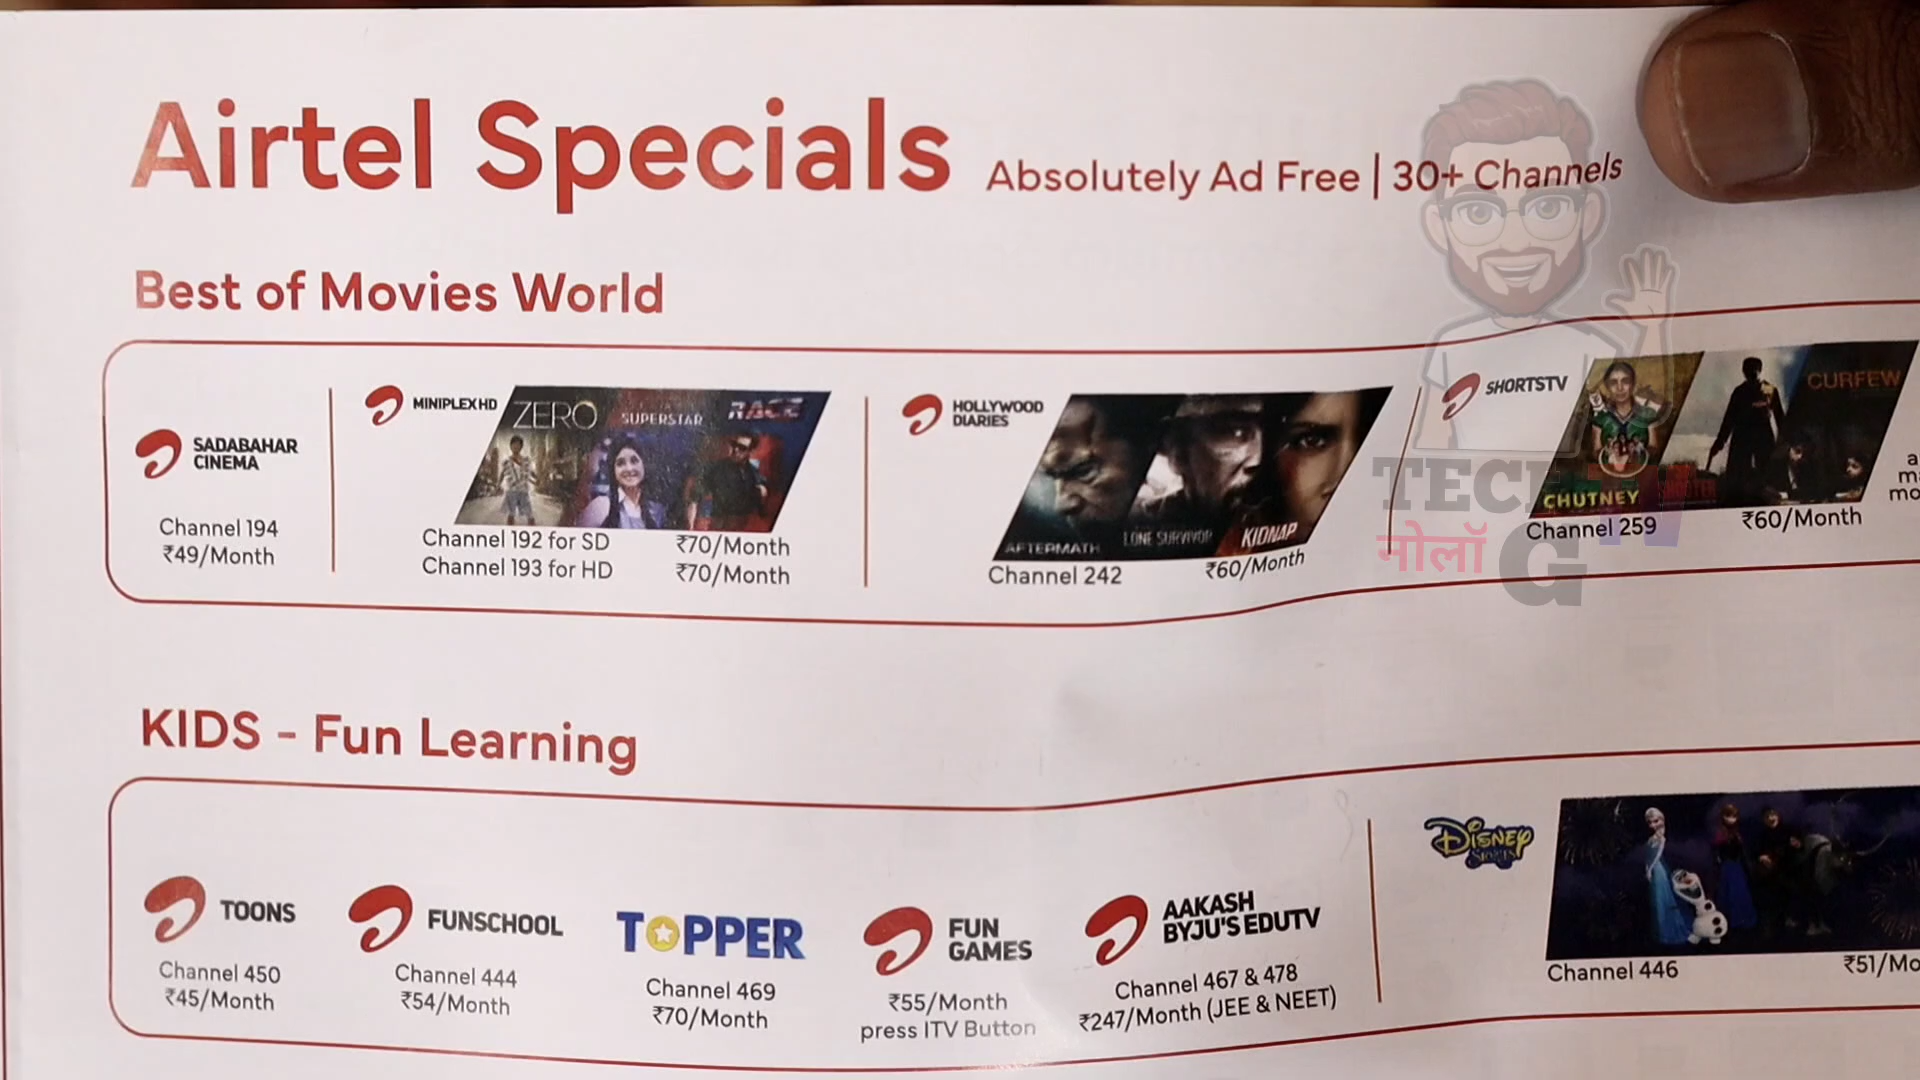 Airtel Specials Absolutely Ad Free | 30+ Channels
Best of Movies World
SADABAHAR
CINEMA
Channel 194
₹49/Month
MINIPLEX HD
ZERO
SUPERSTAR
RACE
Channel 192 for SD ₹70/Month
Channel 193 for HD ₹70/Month
HOLLYWOOD
DIARIES
AFTERMATH
LONE SURVIVOR
KIDNAP
Channel 242 ₹60/Month
SHORTSTV
CHUTNEY
CURFEW
Channel 259 ₹60/Month
TECH
नोलॉ
G
KIDS - Fun Learning
TOONS
Channel 450
₹45/Month
FUNSCHOOL
Channel 444
₹54/Month
TOPPER
Channel 469
₹70/Month
FUN
GAMES
₹55/Month
press ITV Button
AAKASH
BYJU'S EDUTV
Channel 467 & 478
₹247/Month (JEE & NEET)
DISNEY
Channel 446 ₹51/Mo